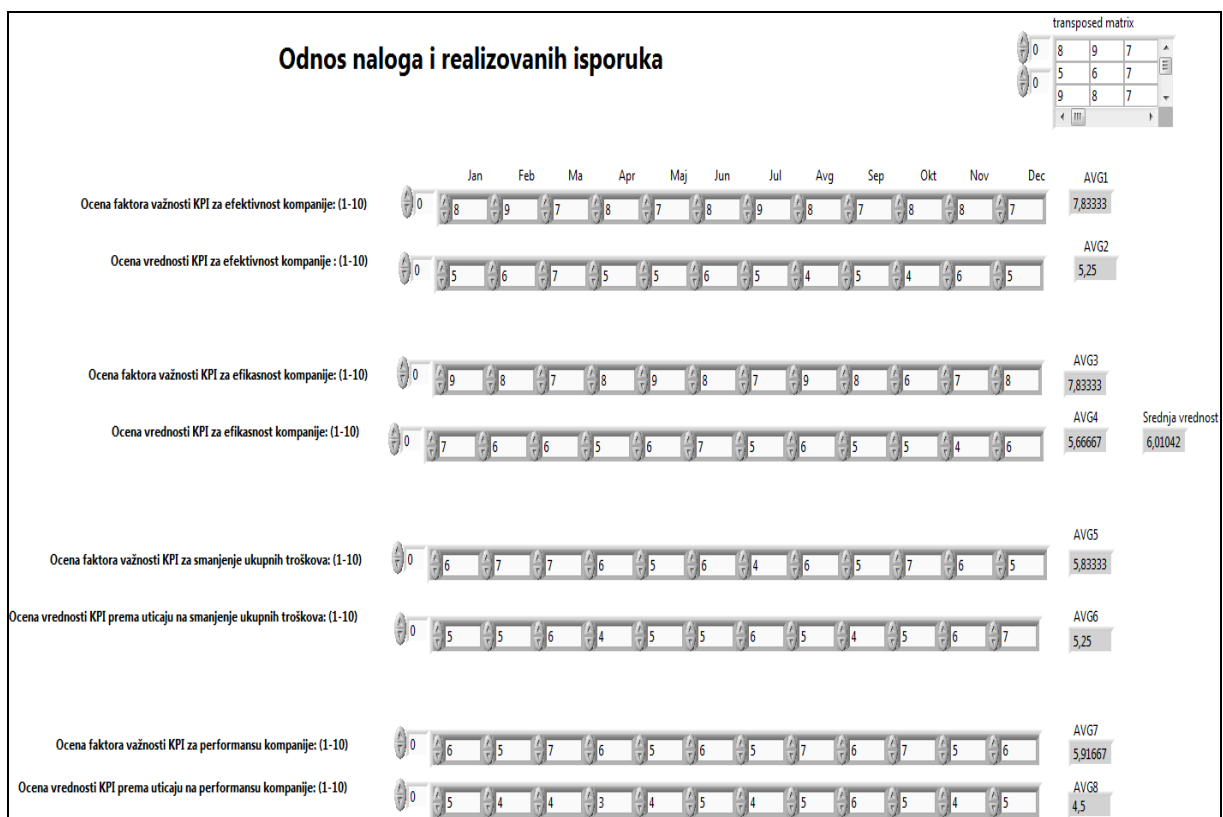 transposed matrix
Odnos naloga i realizovanih isporuka
0 8 9 7
0 5 6 7
9 8 7
Jan Feb Ma Apr Maj Jun Jul Avg Sep Okt Nov Dec AVG1
Ocena faktora važnosti KPI za efektivnost kompanije: (1-10) 0 8 9 7 8 7 8 9 8 7 8 8 7 7,83333
AVG2
Ocena vrednosti KPI za efektivnost kompanije : (1-10) 0 5 6 7 5 5 6 5 4 5 4 6 5 5,25
AVG3
Ocena faktora važnosti KPI za efikasnost kompanije: (1-10) 0 9 8 7 8 9 8 7 9 8 6 7 8 7,83333
AVG4 Srednja vrednost
Ocena vrednosti KPI za efikasnost kompanije: (1-10) 0 7 6 6 5 6 7 5 6 5 5 4 6 5,66667 6,01042
AVG5
Ocena faktora važnosti KPI za smanjenje ukupnih troškova: (1-10) 0 6 7 7 6 5 6 4 6 5 7 6 5 5,83333
AVG6
Ocena vrednosti KPI prema uticaju na smanjenje ukupnih troškova: (1-10) 0 5 5 6 4 5 5 6 5 4 5 6 7 5,25
AVG7
Ocena faktora važnosti KPI za performansu kompanije: (1-10) 0 6 5 7 6 5 6 5 7 6 7 5 6 5,91667
AVG8
Ocena vrednosti KPI prema uticaju na performansu kompanije: (1-10) 0 5 4 4 3 4 5 4 5 6 5 4 5 4,5